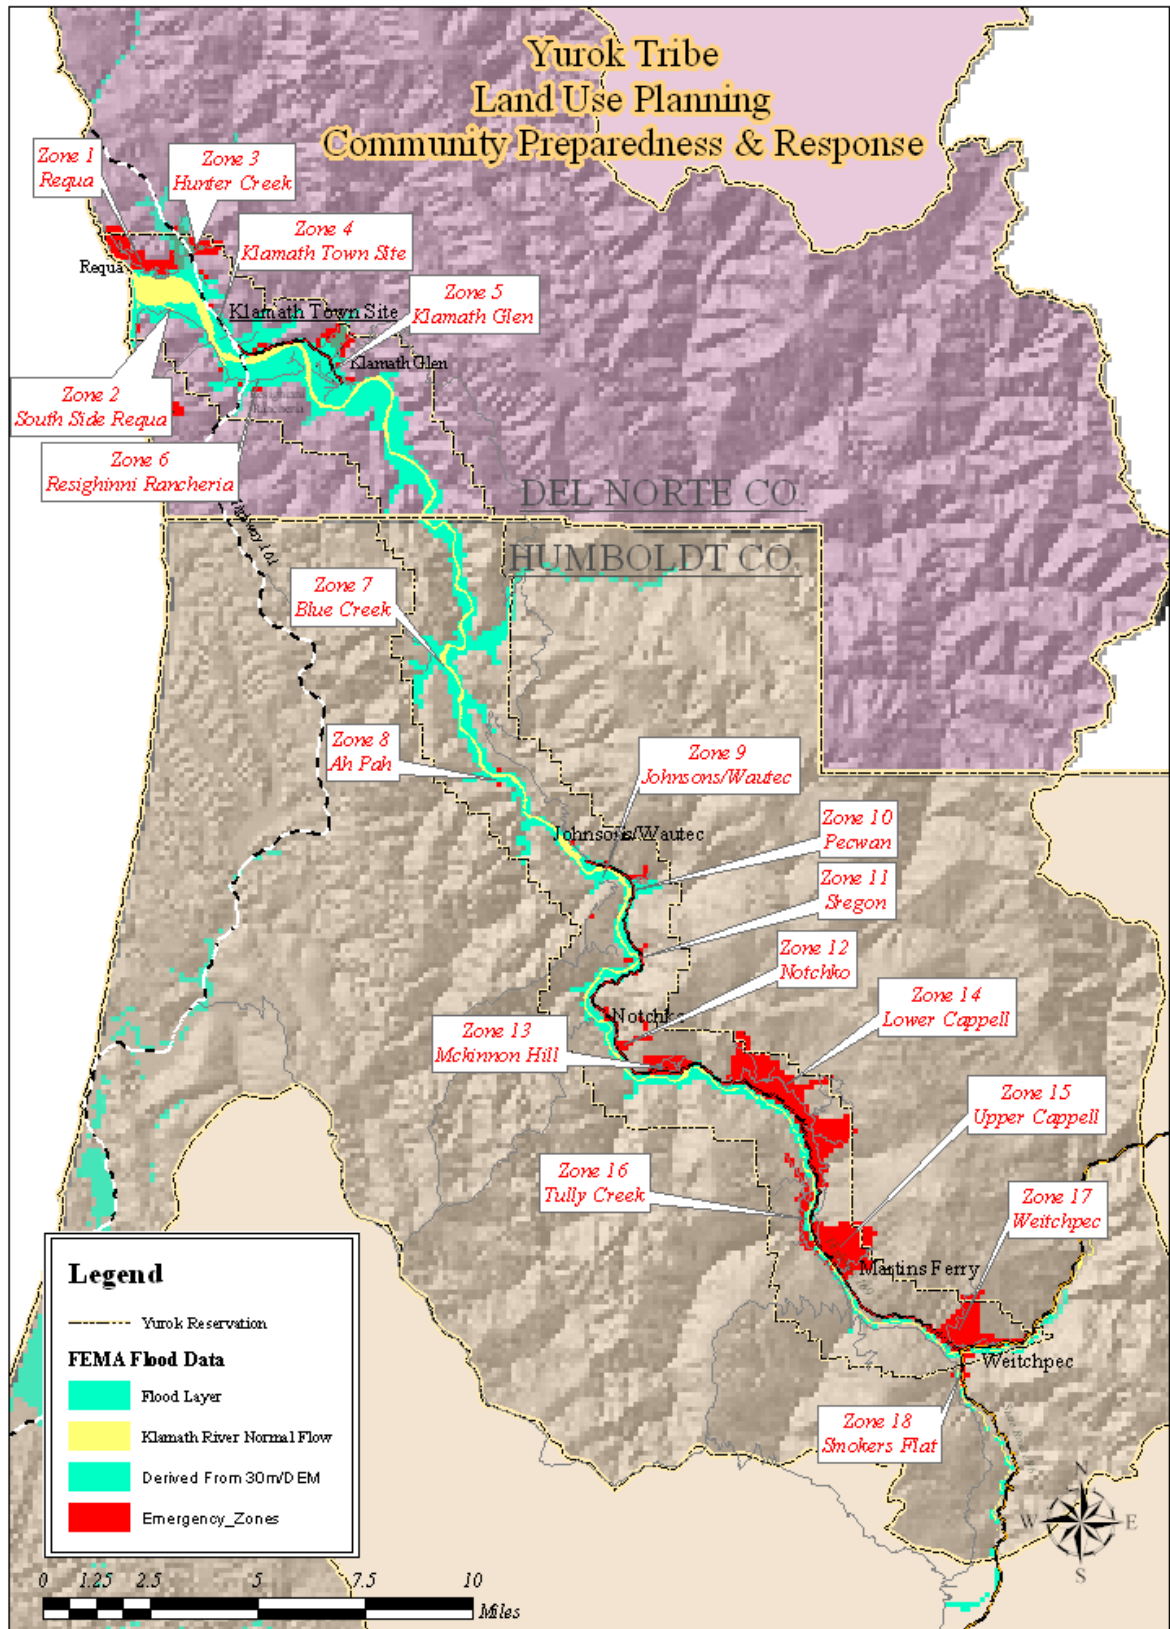 Yurok Tribe
Land Use Planning
Community Preparedness & Response
Zone 1
Requa
Zone 3
Hunter Creek
Zone 4
Klamath Town Site
Requa
Zone 5
Klamath Glen
Klamath Town Site
Klamath Glen
Zone 2
South Side Requa
Resighinni
Rancheria
Zone 6
Resighinni Rancheria
DEL NORTE CO.
Highway 101
HUMBOLDT CO.
Zone 7
Blue Creek
Zone 8
Ah Pah
Zone 9
Johnsons/Wautec
Johnsons/Wautec
Zone 10
Pecwan
Zone 11
Sregon
Zone 12
Notchko
Zone 14
Lower Cappell
Notchko
Zone 13
Mckinnon Hill
Zone 15
Upper Cappell
Zone 16
Tully Creek
Zone 17
Weitchpec
Martins Ferry
Weitchpec
Zone 18
Smokers Flat
Legend
Yurok Reservation
FEMA Flood Data
Flood Layer
Klamath River Normal Flow
Derived From 30m/DEM
Emergency_Zones
N
W
E
S
0 1.25 2.5 5 7.5 10
Miles